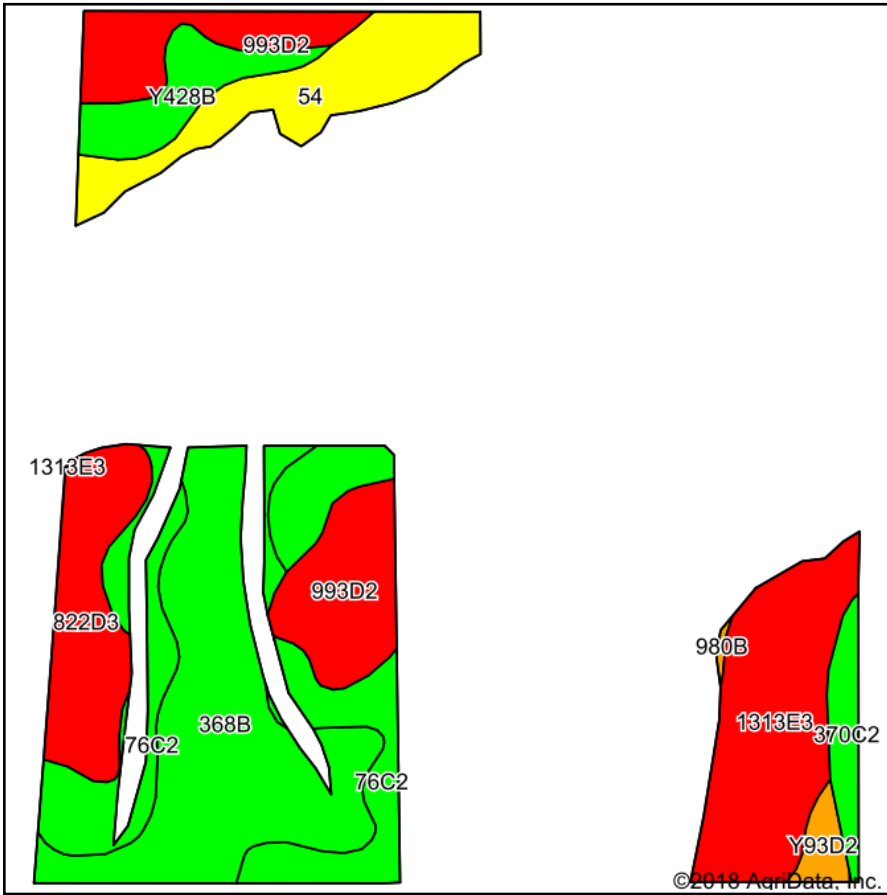 993D2
Y428B
54
1313E3
993D2
822D3
980B
368B
1313E3
370C2
76C2
76C2
Y93D2
©2018 AgriData, Inc.